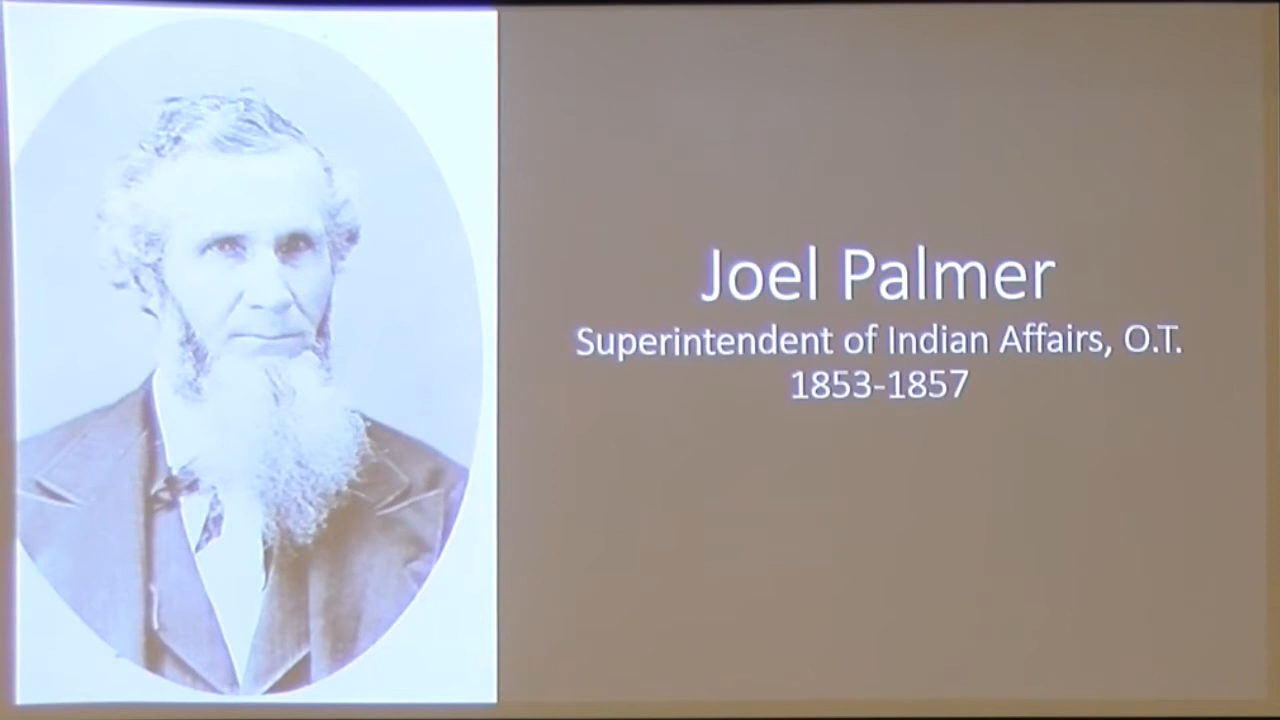 Joel Palmer
Superintendent of Indian Affairs, O.T.
1853-1857